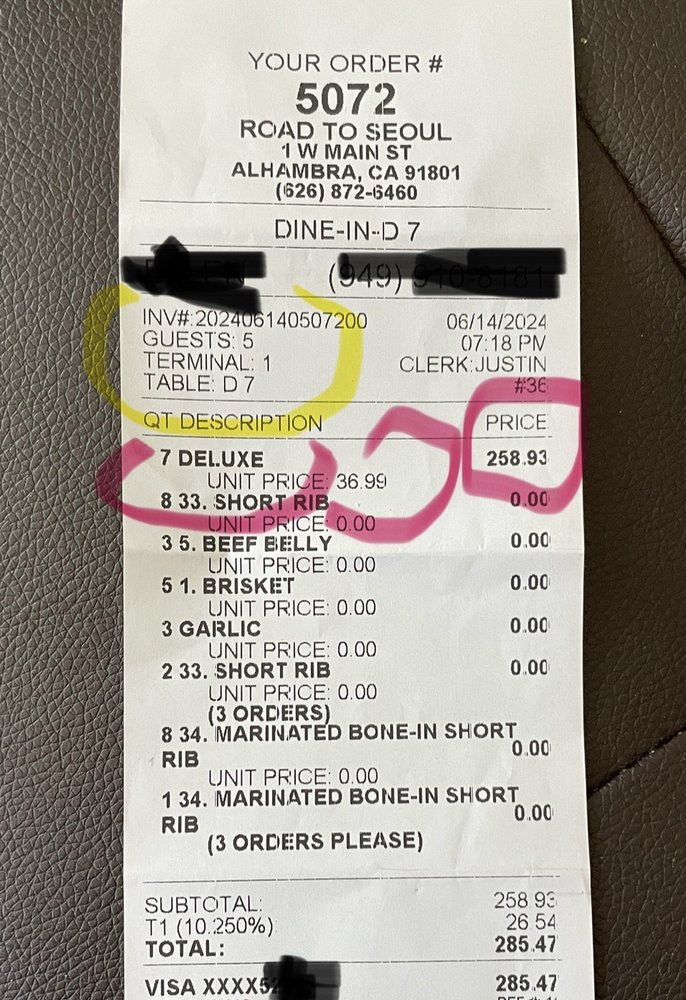 YOUR ORDER #
5072
ROAD TO SEOUL
1 W MAIN ST
ALHAMBRA, CA 91801
(626) 872-6460
DINE-IN-D 7
(949)
INV#:202406140507200 06/14/2024
GUESTS: 5 07:18 PM
TERMINAL: 1 CLERK:JUSTIN
TABLE: D 7 #36
QT DESCRIPTION PRICE
7 DELUXE 258.93
UNIT PRICE: 36.99
8 33. SHORT RIB 0.00
UNIT PRICE: 0.00
3 5. BEEF BELLY 0.00
UNIT PRICE: 0.00
5 1. BRISKET 0.00
UNIT PRICE: 0.00
3 GARLIC 0.00
UNIT PRICE: 0.00
2 33. SHORT RIB 0.00
UNIT PRICE: 0.00
(3 ORDERS)
8 34. MARINATED BONE-IN SHORT
RIB 0.00
UNIT PRICE: 0.00
1 34. MARINATED BONE-IN SHORT
RIB 0.00
(3 ORDERS PLEASE)
SUBTOTAL: 258.93
T1 (10.250%) 26.54
TOTAL: 285.47
VISA 285.47